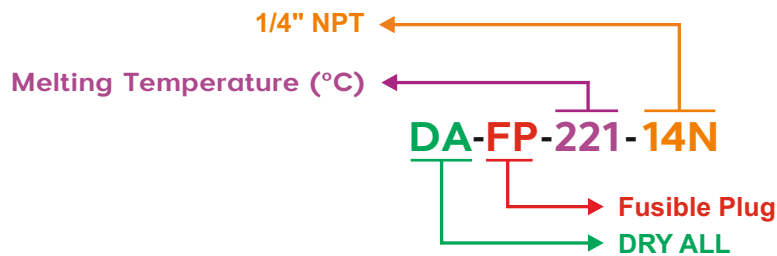 1/4" NPT
Melting Temperature (°C)
DA-FP-221-14N
Fusible Plug
DRY ALL